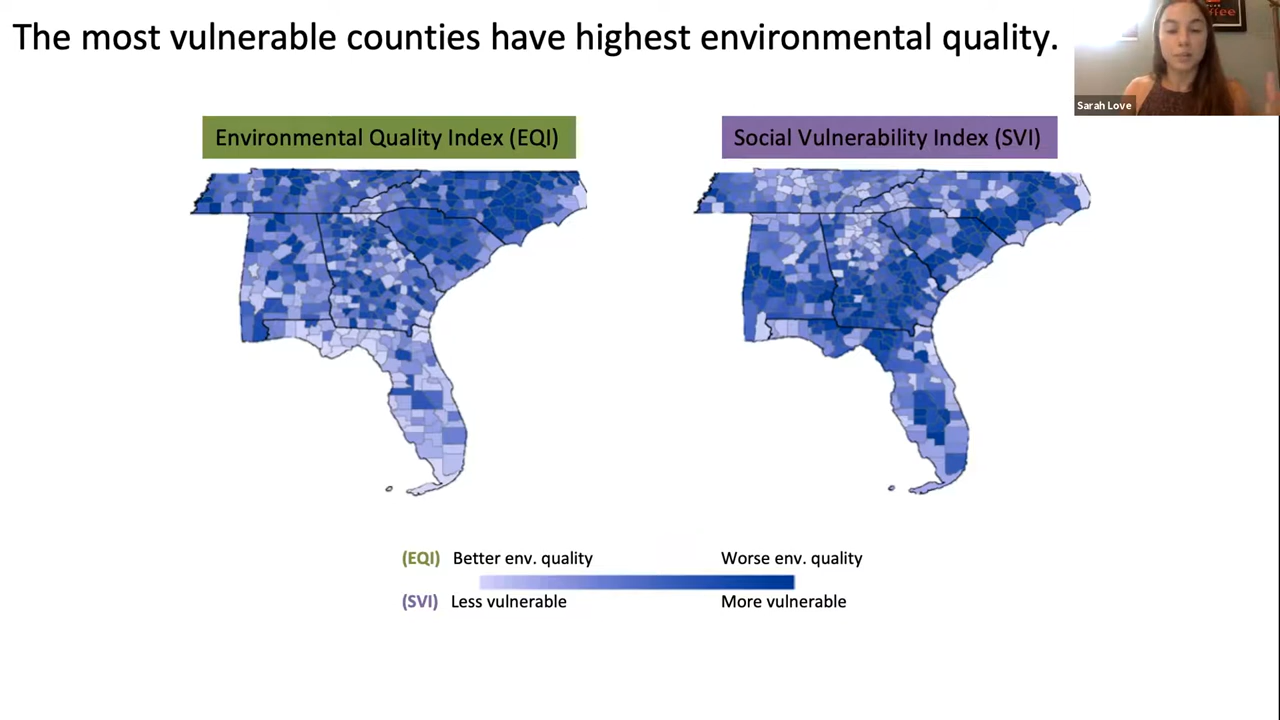 The most vulnerable counties have highest environmental quality.
ffee
Sarah Love
Environmental Quality Index (EQI)
Social Vulnerability Index (SVI)
(EQI) Better env. quality Worse env. quality
(SVI) Less vulnerable More vulnerable